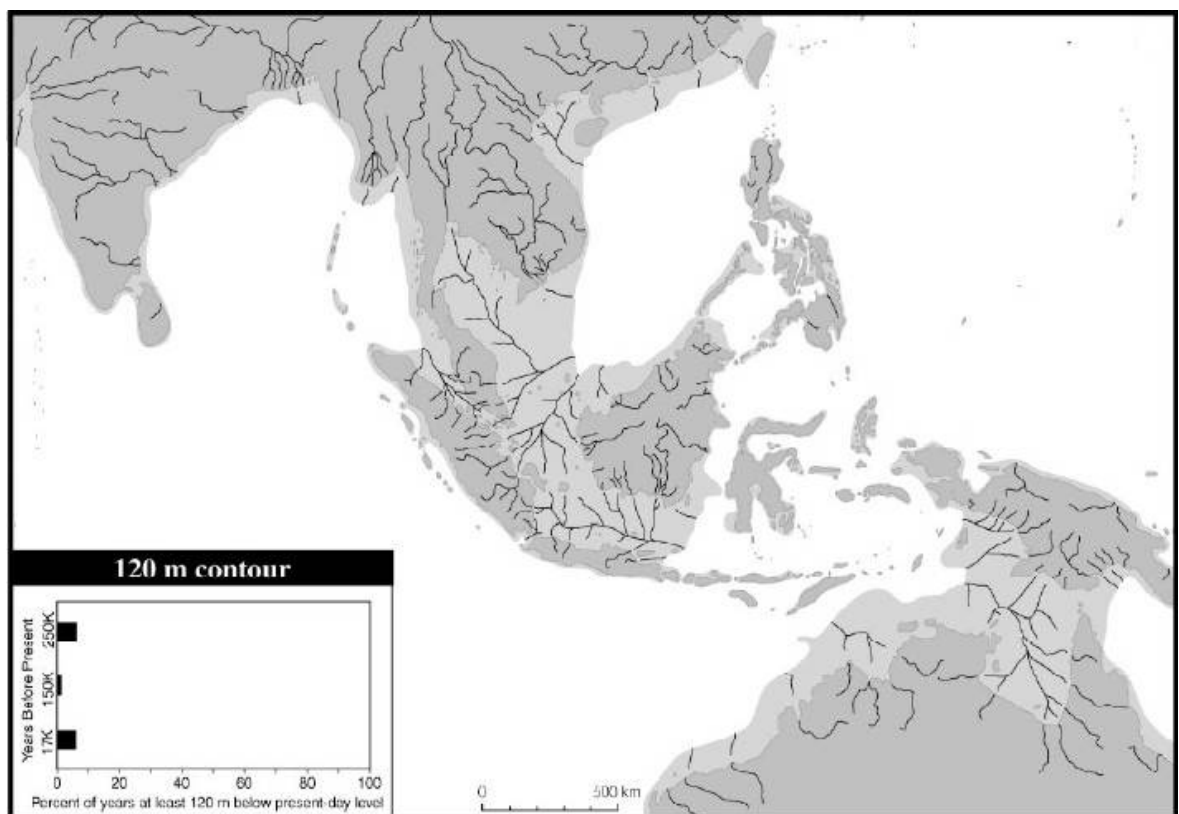 120 m contour
Years Before Present
250K
150K
17K
0 20 40 60 80 100
Percent of years at least 120 m below present-day level
0 500 km